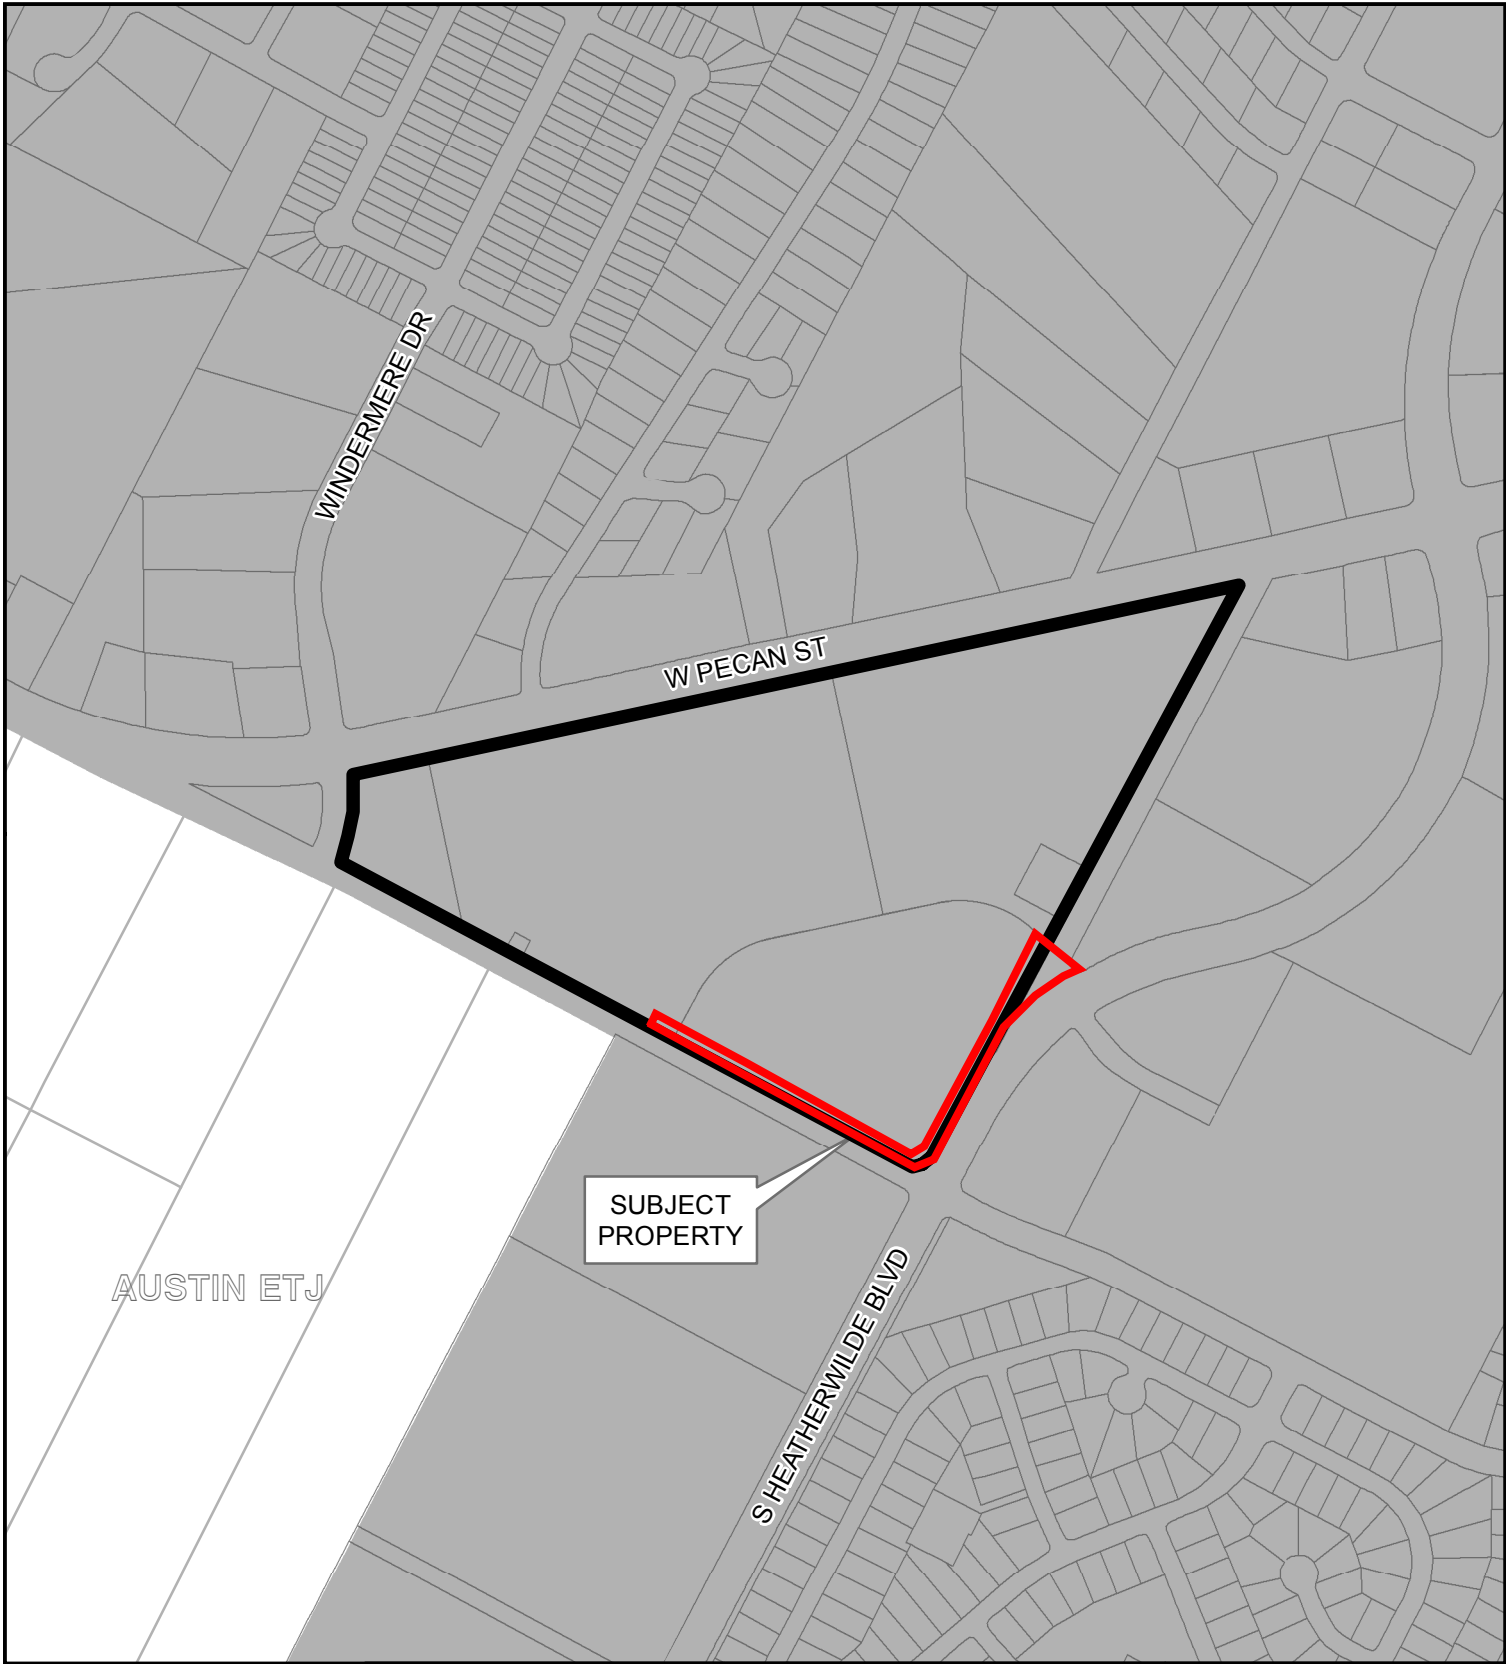 WINDERMERE DR
W PECAN ST
SUBJECT
PROPERTY
AUSTIN ETJ
S HEATHERWILDE BLVD